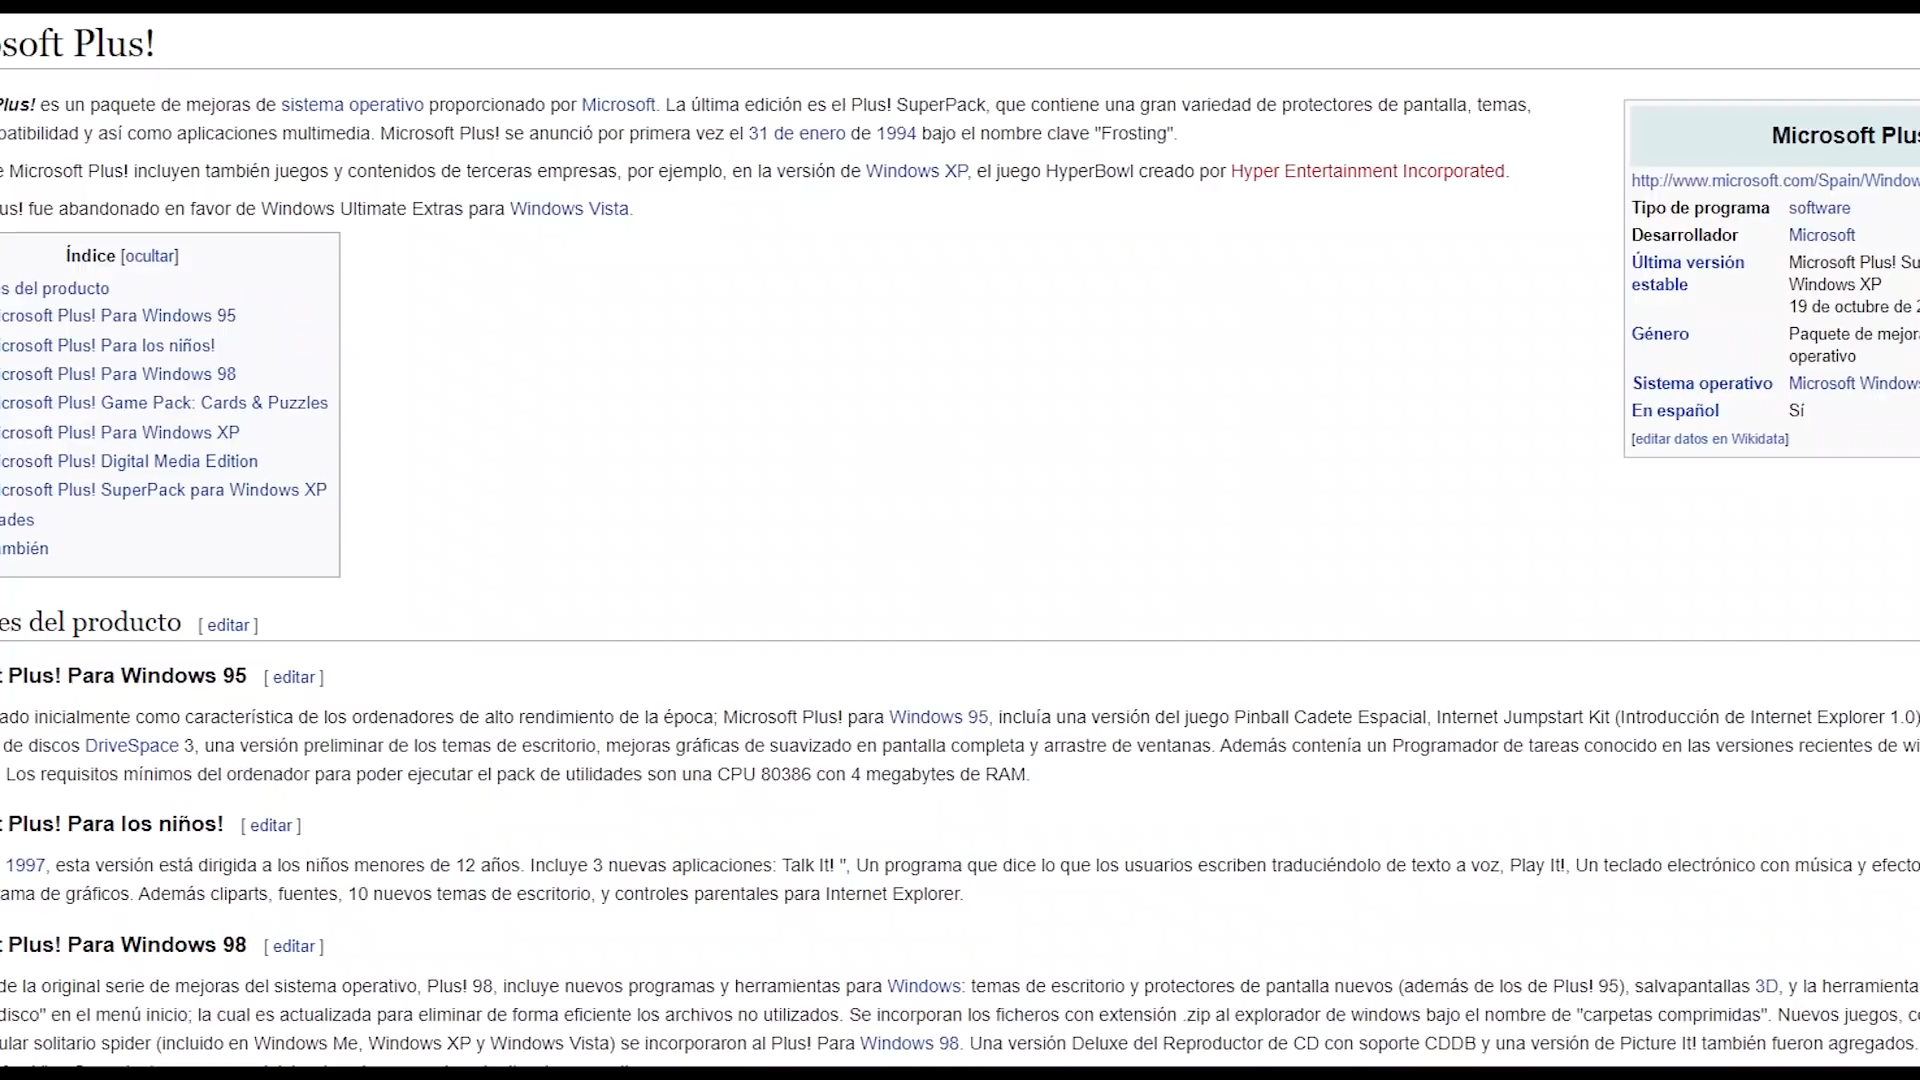 soft Plus!
Plus! es un paquete de mejoras de sistema operativo proporcionado por Microsoft. La última edición es el Plus! SuperPack, que contiene una gran variedad de protectores de pantalla, temas,
patibilidad y así como aplicaciones multimedia. Microsoft Plus! se anunció por primera vez el 31 de enero de 1994 bajo el nombre clave "Frosting".
e Microsoft Plus! incluyen también juegos y contenidos de terceras empresas, por ejemplo, en la versión de Windows XP, el juego HyperBowl creado por Hyper Entertainment Incorporated.
us! fue abandonado en favor de Windows Ultimate Extras para Windows Vista.
Índice [ocultar]
s del producto
icrosoft Plus! Para Windows 95
icrosoft Plus! Para los niños!
icrosoft Plus! Para Windows 98
icrosoft Plus! Game Pack: Cards & Puzzles
icrosoft Plus! Para Windows XP
icrosoft Plus! Digital Media Edition
icrosoft Plus! SuperPack para Windows XP
ades
ambién
Microsoft Plus
http://www.microsoft.com/Spain/Window
Tipo de programa software
Desarrollador Microsoft
Última versión Microsoft Plus! Su
estable Windows XP
19 de octubre de 2
Género Paquete de mejora
operativo
Sistema operativo Microsoft Windows
En español Sí
[editar datos en Wikidata]
es del producto [ editar ]
t Plus! Para Windows 95 [ editar ]
ado inicialmente como característica de los ordenadores de alto rendimiento de la época; Microsoft Plus! para Windows 95, incluía una versión del juego Pinball Cadete Espacial, Internet Jumpstart Kit (Introducción de Internet Explorer 1.0)
de discos DriveSpace 3, una versión preliminar de los temas de escritorio, mejoras gráficas de suavizado en pantalla completa y arrastre de ventanas. Además contenía un Programador de tareas conocido en las versiones recientes de wi
Los requisitos mínimos del ordenador para poder ejecutar el pack de utilidades son una CPU 80386 con 4 megabytes de RAM.
t Plus! Para los niños! [ editar ]
1997, esta versión está dirigida a los niños menores de 12 años. Incluye 3 nuevas aplicaciones: Talk It! ", Un programa que dice lo que los usuarios escriben traduciéndolo de texto a voz, Play It!, Un teclado electrónico con música y efecto
ama de gráficos. Además cliparts, fuentes, 10 nuevos temas de escritorio, y controles parentales para Internet Explorer.
t Plus! Para Windows 98 [ editar ]
de la original serie de mejoras del sistema operativo, Plus! 98, incluye nuevos programas y herramientas para Windows: temas de escritorio y protectores de pantalla nuevos (además de los de Plus! 95), salvapantallas 3D, y la herramienta
disco" en el menú inicio; la cual es actualizada para eliminar de forma eficiente los archivos no utilizados. Se incorporan los ficheros con extensión .zip al explorador de windows bajo el nombre de "carpetas comprimidas". Nuevos juegos, c
ular solitario spider (incluido en Windows Me, Windows XP y Windows Vista) se incorporaron al Plus! Para Windows 98. Una versión Deluxe del Reproductor de CD con soporte CDDB y una versión de Picture It! también fueron agregados.